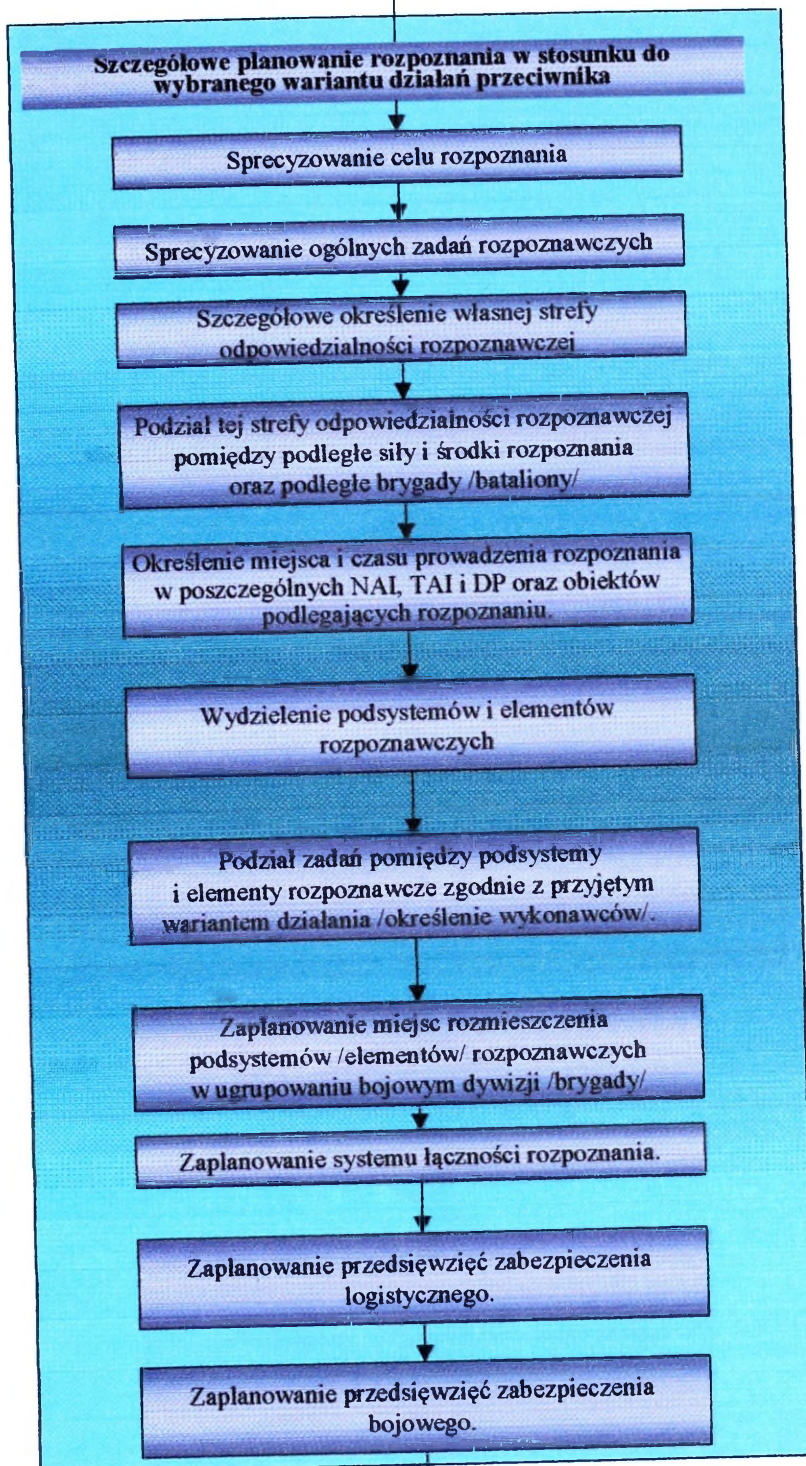 Szczegółowe planowanie rozpoznania w stosunku do
wybranego wariantu działań przeciwnika
Sprecyzowanie celu rozpoznania
Sprecyzowanie ogólnych zadań rozpoznawczych
Szczegółowe określenie własnej strefy
odpowiedzialności rozpoznawczej
Podział tej strefy odpowiedzialności rozpoznawczej
pomiędzy podległe siły i środki rozpoznania
oraz podległe brygady /bataliony/
Określenie miejsca i czasu prowadzenia rozpoznania
w poszczególnych NAI, TAI i DP oraz obiektów
podlegających rozpoznaniu.
Wydzielenie podsystemów i elementów
rozpoznawczych
Podział zadań pomiędzy podsystemy
i elementy rozpoznawcze zgodnie z przyjętym
wariantem działania /określenie wykonawców/.
Zaplanowanie miejsc rozmieszczenia
podsystemów /elementów/ rozpoznawczych
w ugrupowaniu bojowym dywizji /brygady/
Zaplanowanie systemu łączności rozpoznania.
Zaplanowanie przedsięwzięć zabezpieczenia
logistycznego.
Zaplanowanie przedsięwzięć zabezpieczenia
bojowego.